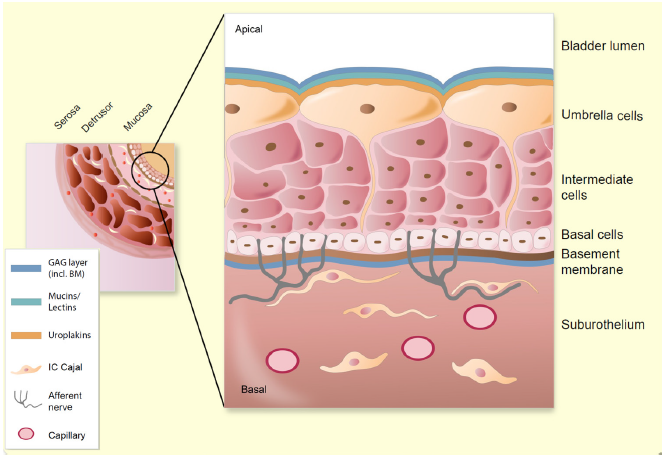 Apical
Bladder lumen
Umbrella cells
Intermediate
cells
Basal cells
Basement
membrane
Suburothelium
Basal
Serosa
Detrusor
Mucosa
GAG layer
(incl. BM)
Mucins/
Lectins
Uroplakins
IC Cajal
Afferent
nerve
Capillary